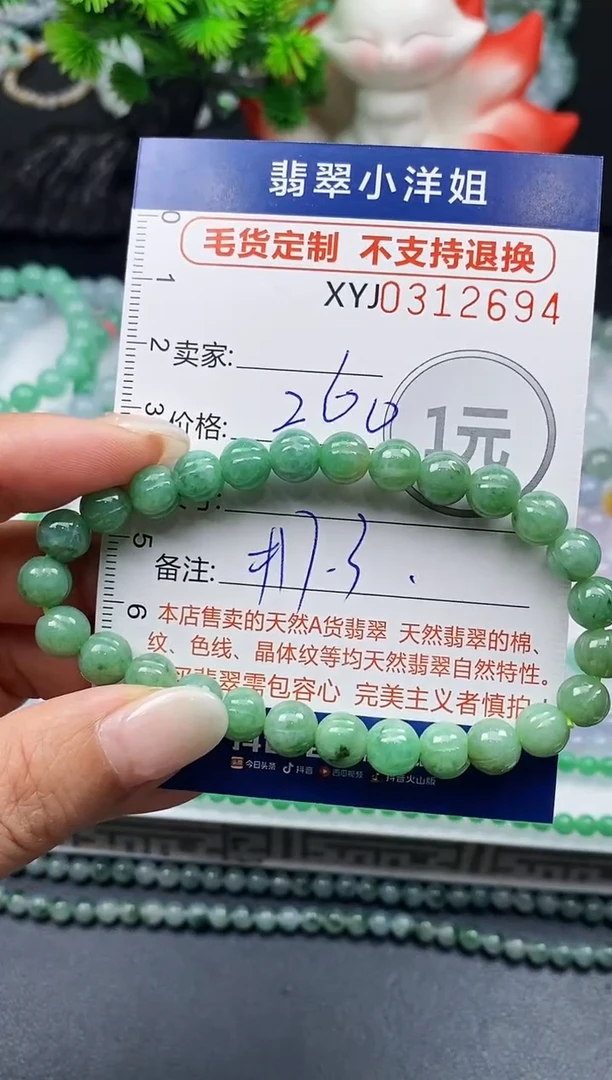 翡翠小洋姐
毛货定制 不支持退换
XYJ0312694
0
1
2 卖家:
3 价格: 260
1元
5
备注: 17-3.
6
本店售卖的天然A货翡翠 天然翡翠的棉、
纹、色线、晶体纹等均天然翡翠自然特性。
买翡翠需包容心 完美主义者慎拍
今日头条 抖音 西瓜视频 抖音火山版